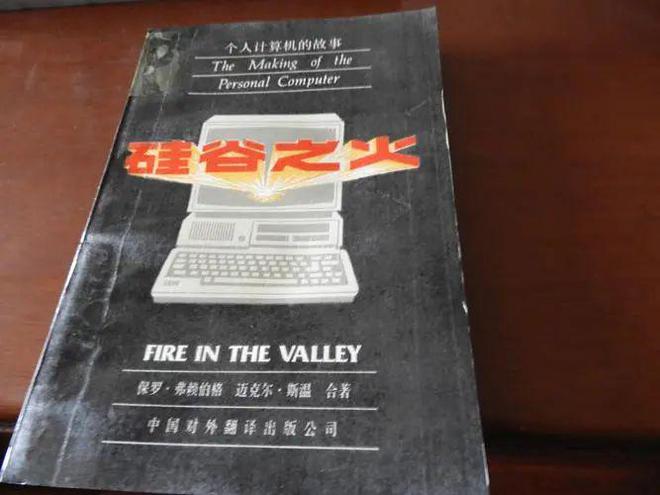 个人计算机的故事
The Making of the
Personal Computer
硅谷之火
FIRE IN THE VALLEY
保罗·弗赖伯格 迈克尔·斯温 合著
中国对外翻译出版公司